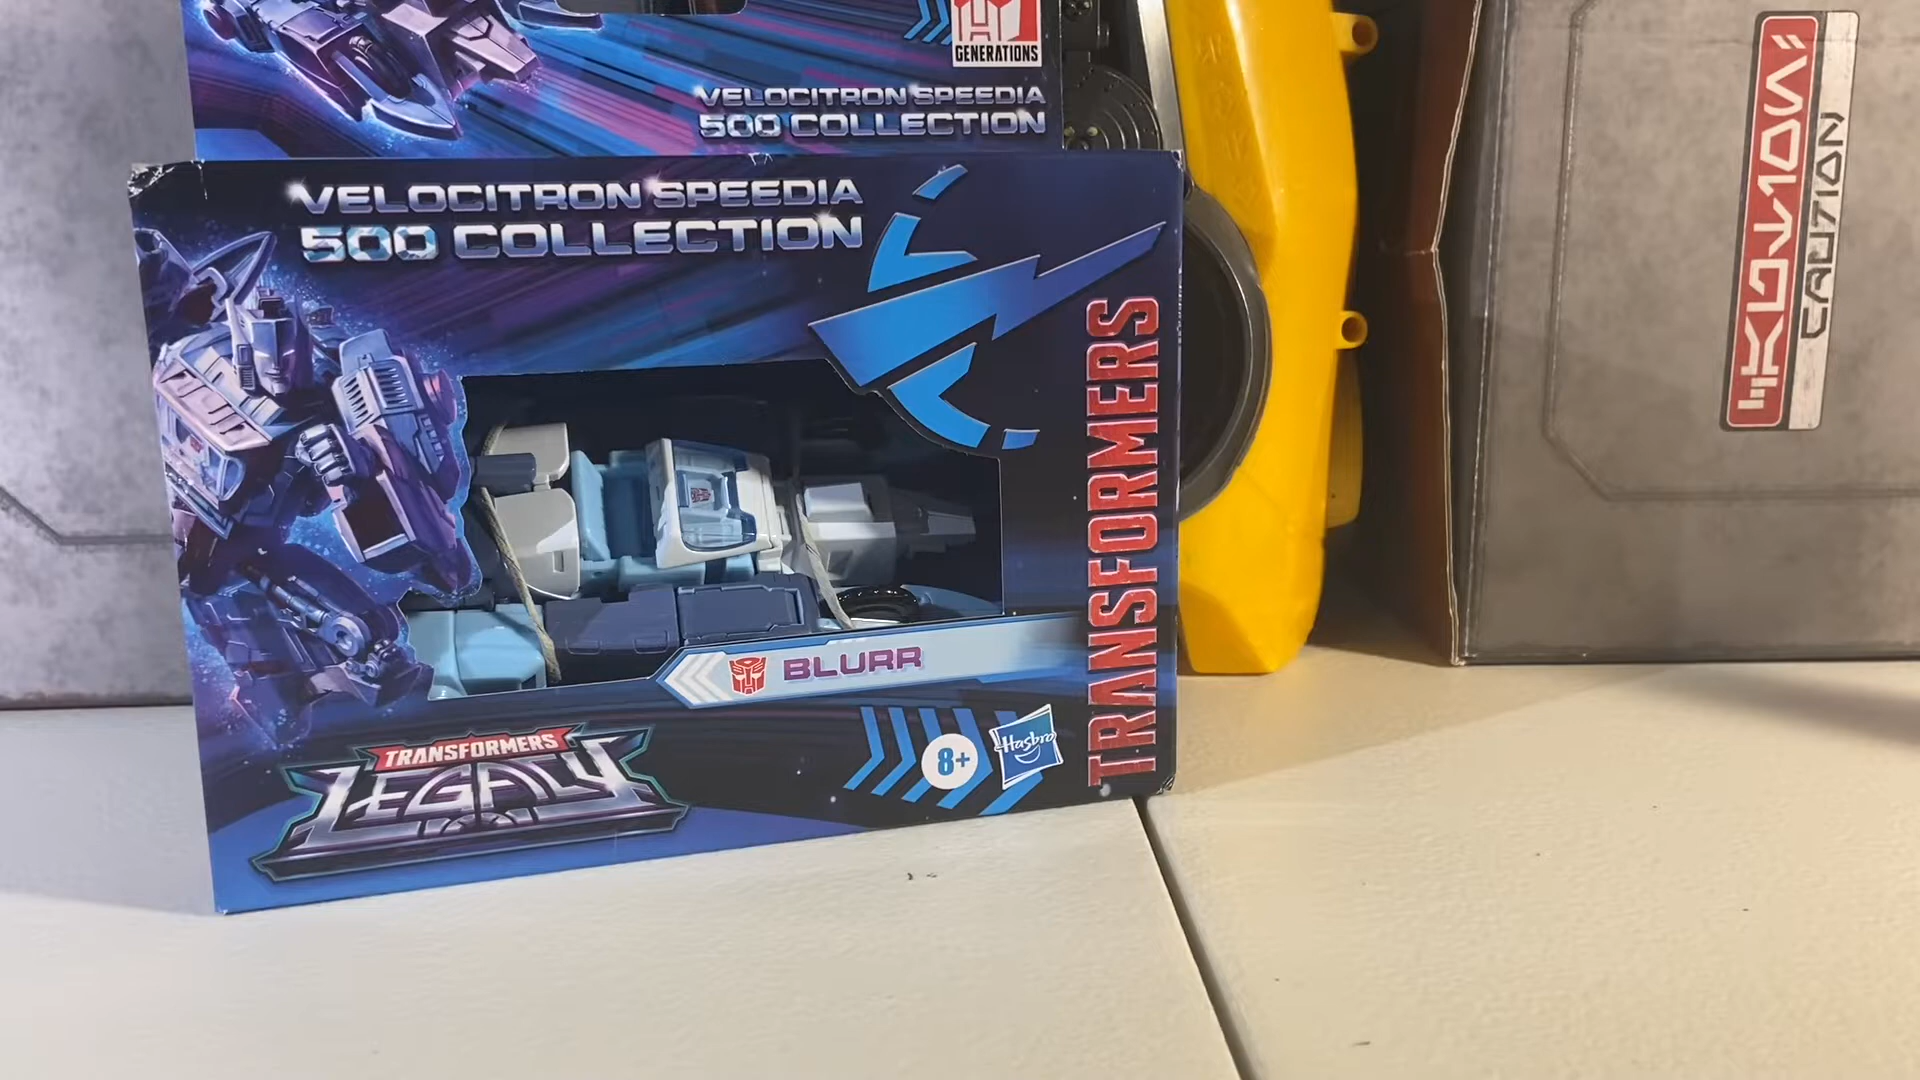 GENERATIONS
VELOCITRON SPEEDIA
500 COLLECTION
VELOCITRON SPEEDIA
500 COLLECTION
TRANSFORMERS
BLURR
TRANSFORMERS
LEGACY
8+
Hasbro
CAUTION